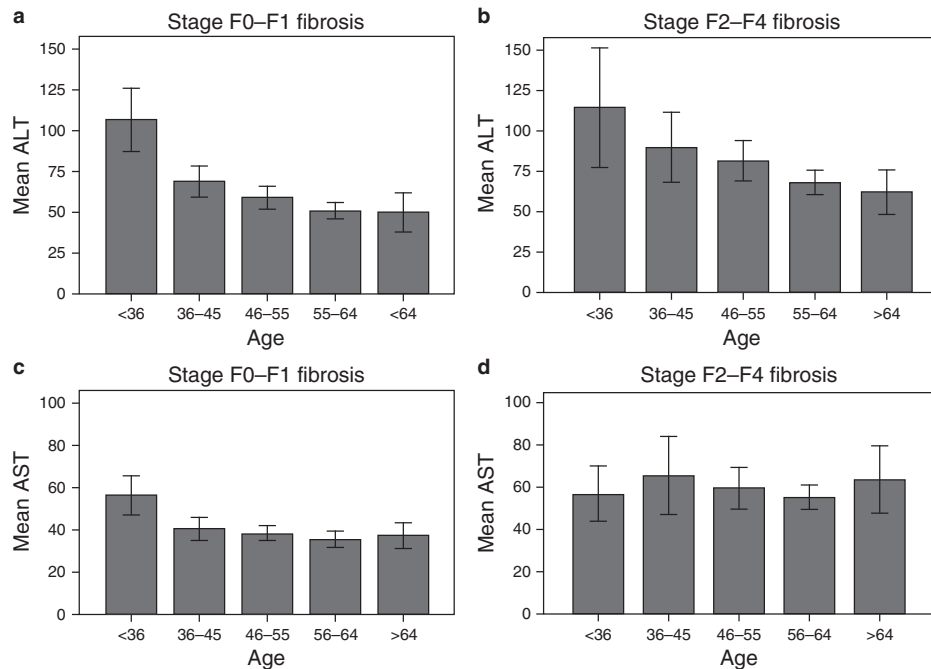 a
Stage F0–F1 fibrosis
150
125
100
75
50
25
0
Mean ALT
<36
36–45
46–55
55–64
<64
Age
b
Stage F2–F4 fibrosis
150
125
100
75
50
25
0
Mean ALT
<36
36–45
46–55
55–64
>64
Age
c
Stage F0–F1 fibrosis
100
80
60
40
20
0
Mean AST
<36
36–45
46–55
56–64
>64
Age
d
Stage F2–F4 fibrosis
100
80
60
40
20
0
Mean AST
<36
36–45
46–55
56–64
>64
Age